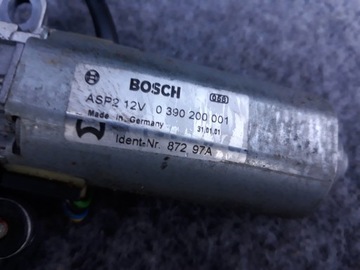 BOSCH
ASP2 12V 0 390 200 001
Made in Germany 31.01.01
Ident-Nr. 872 97A